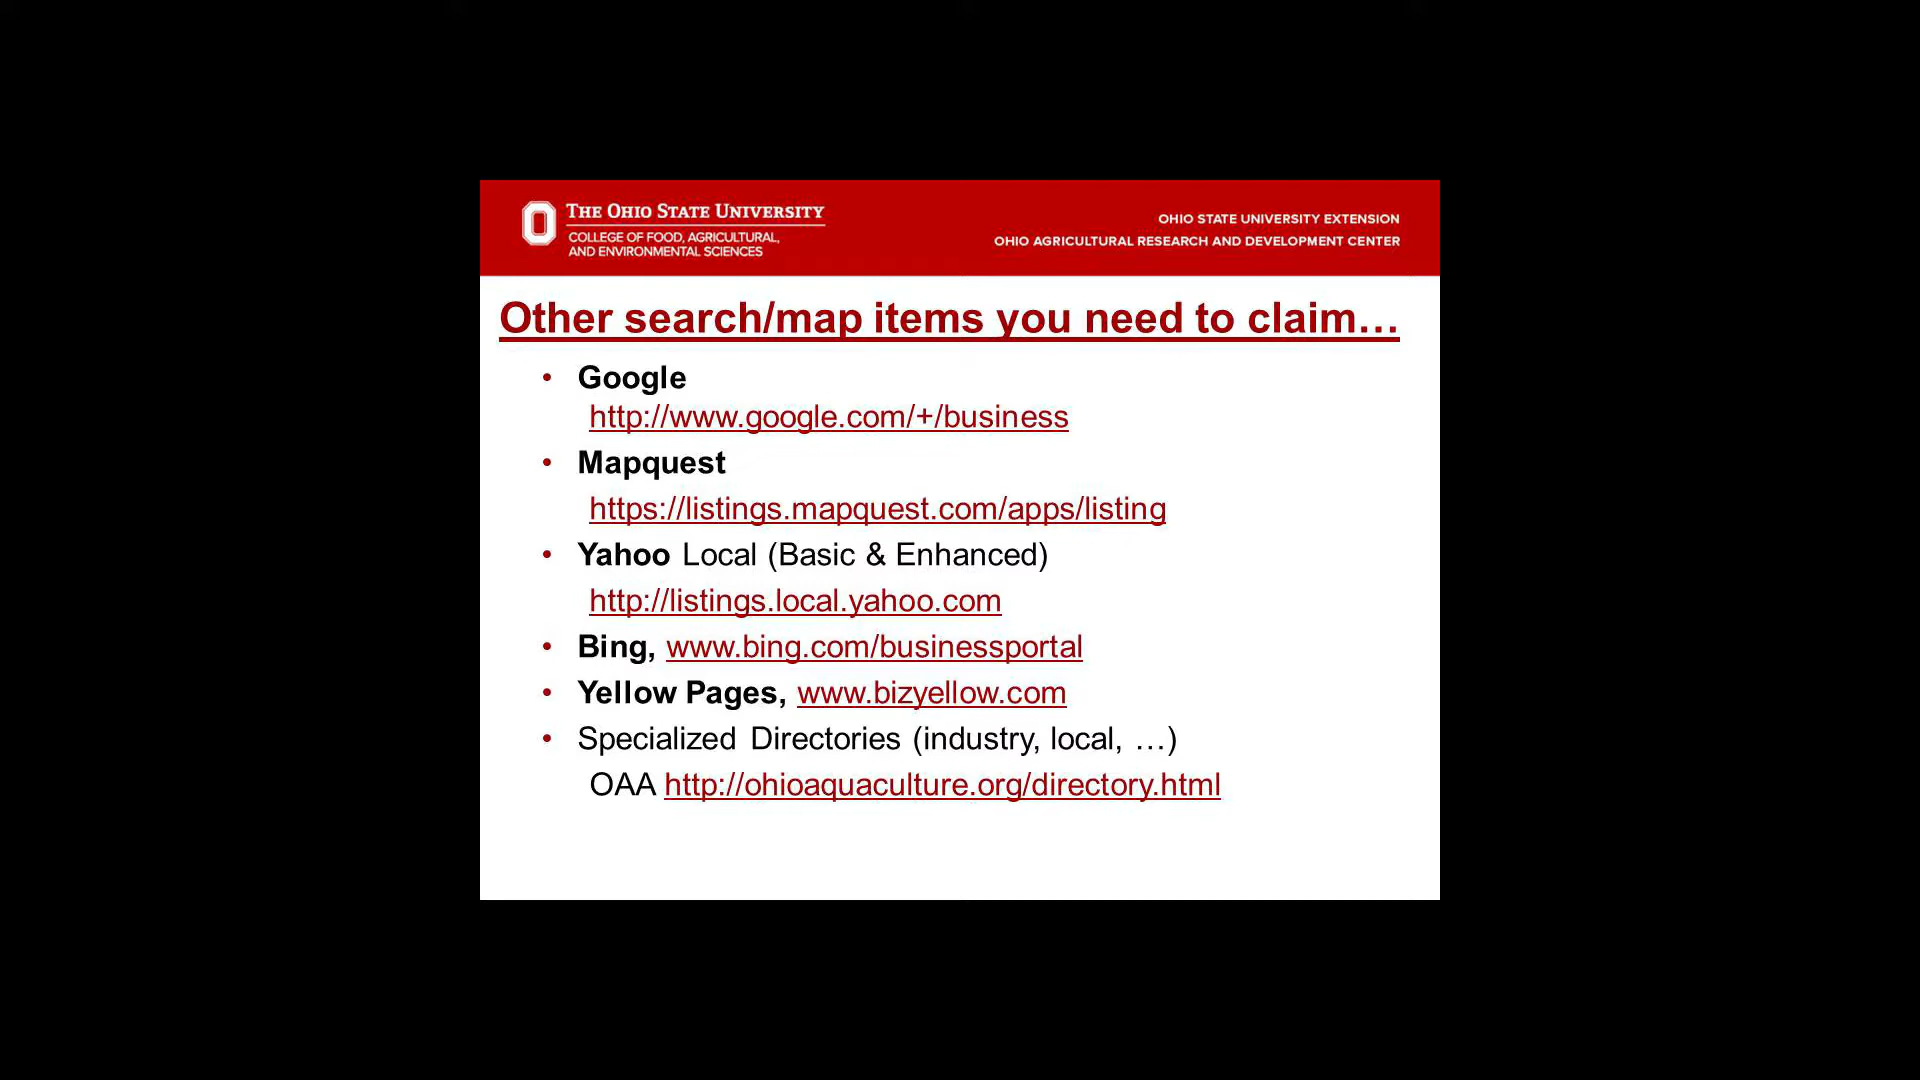 THE OHIO STATE UNIVERSITY
COLLEGE OF FOOD, AGRICULTURAL,
AND ENVIRONMENTAL SCIENCES
OHIO STATE UNIVERSITY EXTENSION
OHIO AGRICULTURAL RESEARCH AND DEVELOPMENT CENTER
Other search/map items you need to claim…
• Google
http://www.google.com/+/business
• Mapquest
https://listings.mapquest.com/apps/listing
• Yahoo Local (Basic & Enhanced)
http://listings.local.yahoo.com
• Bing, www.bing.com/businessportal
• Yellow Pages, www.bizyellow.com
• Specialized Directories (industry, local, …)
OAA http://ohioaquaculture.org/directory.html